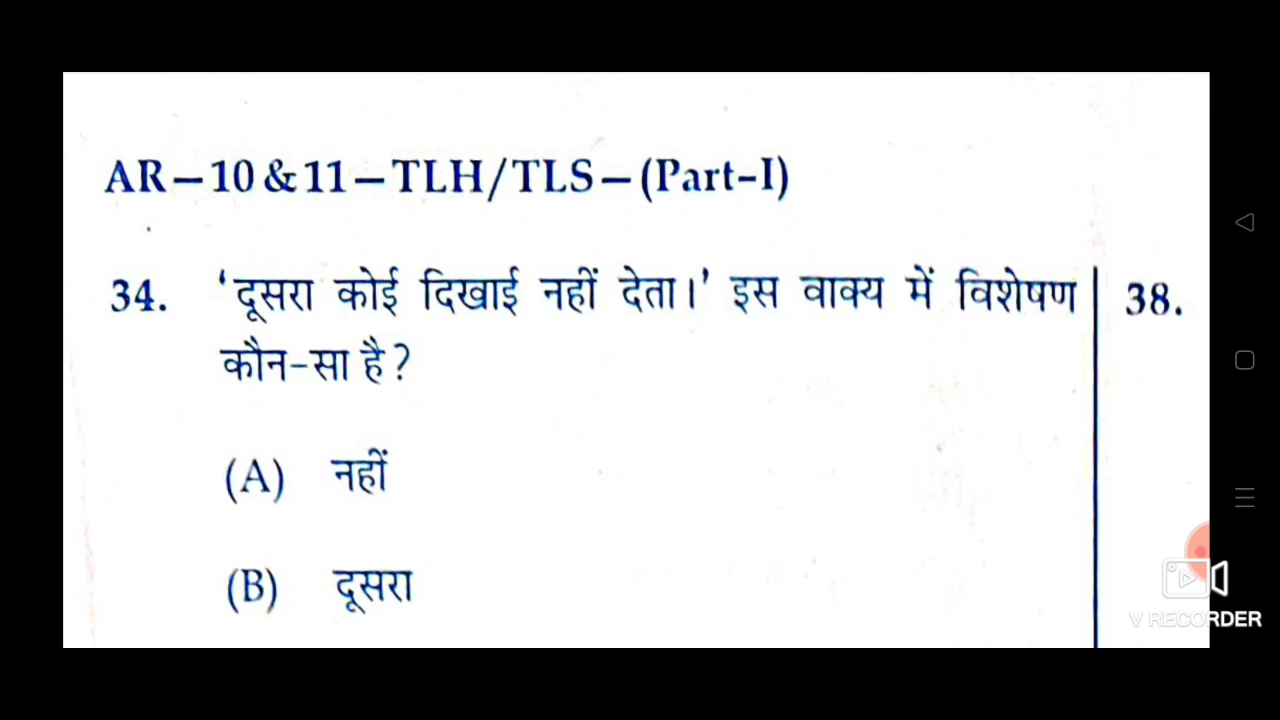 AR–10 & 11–TLH/TLS–(Part–I)
34. ‘दूसरा कोई दिखाई नहीं देता।’ इस वाक्य में विशेषण
कौन-सा है?
(A) नहीं
(B) दूसरा
38.
V RECORDER